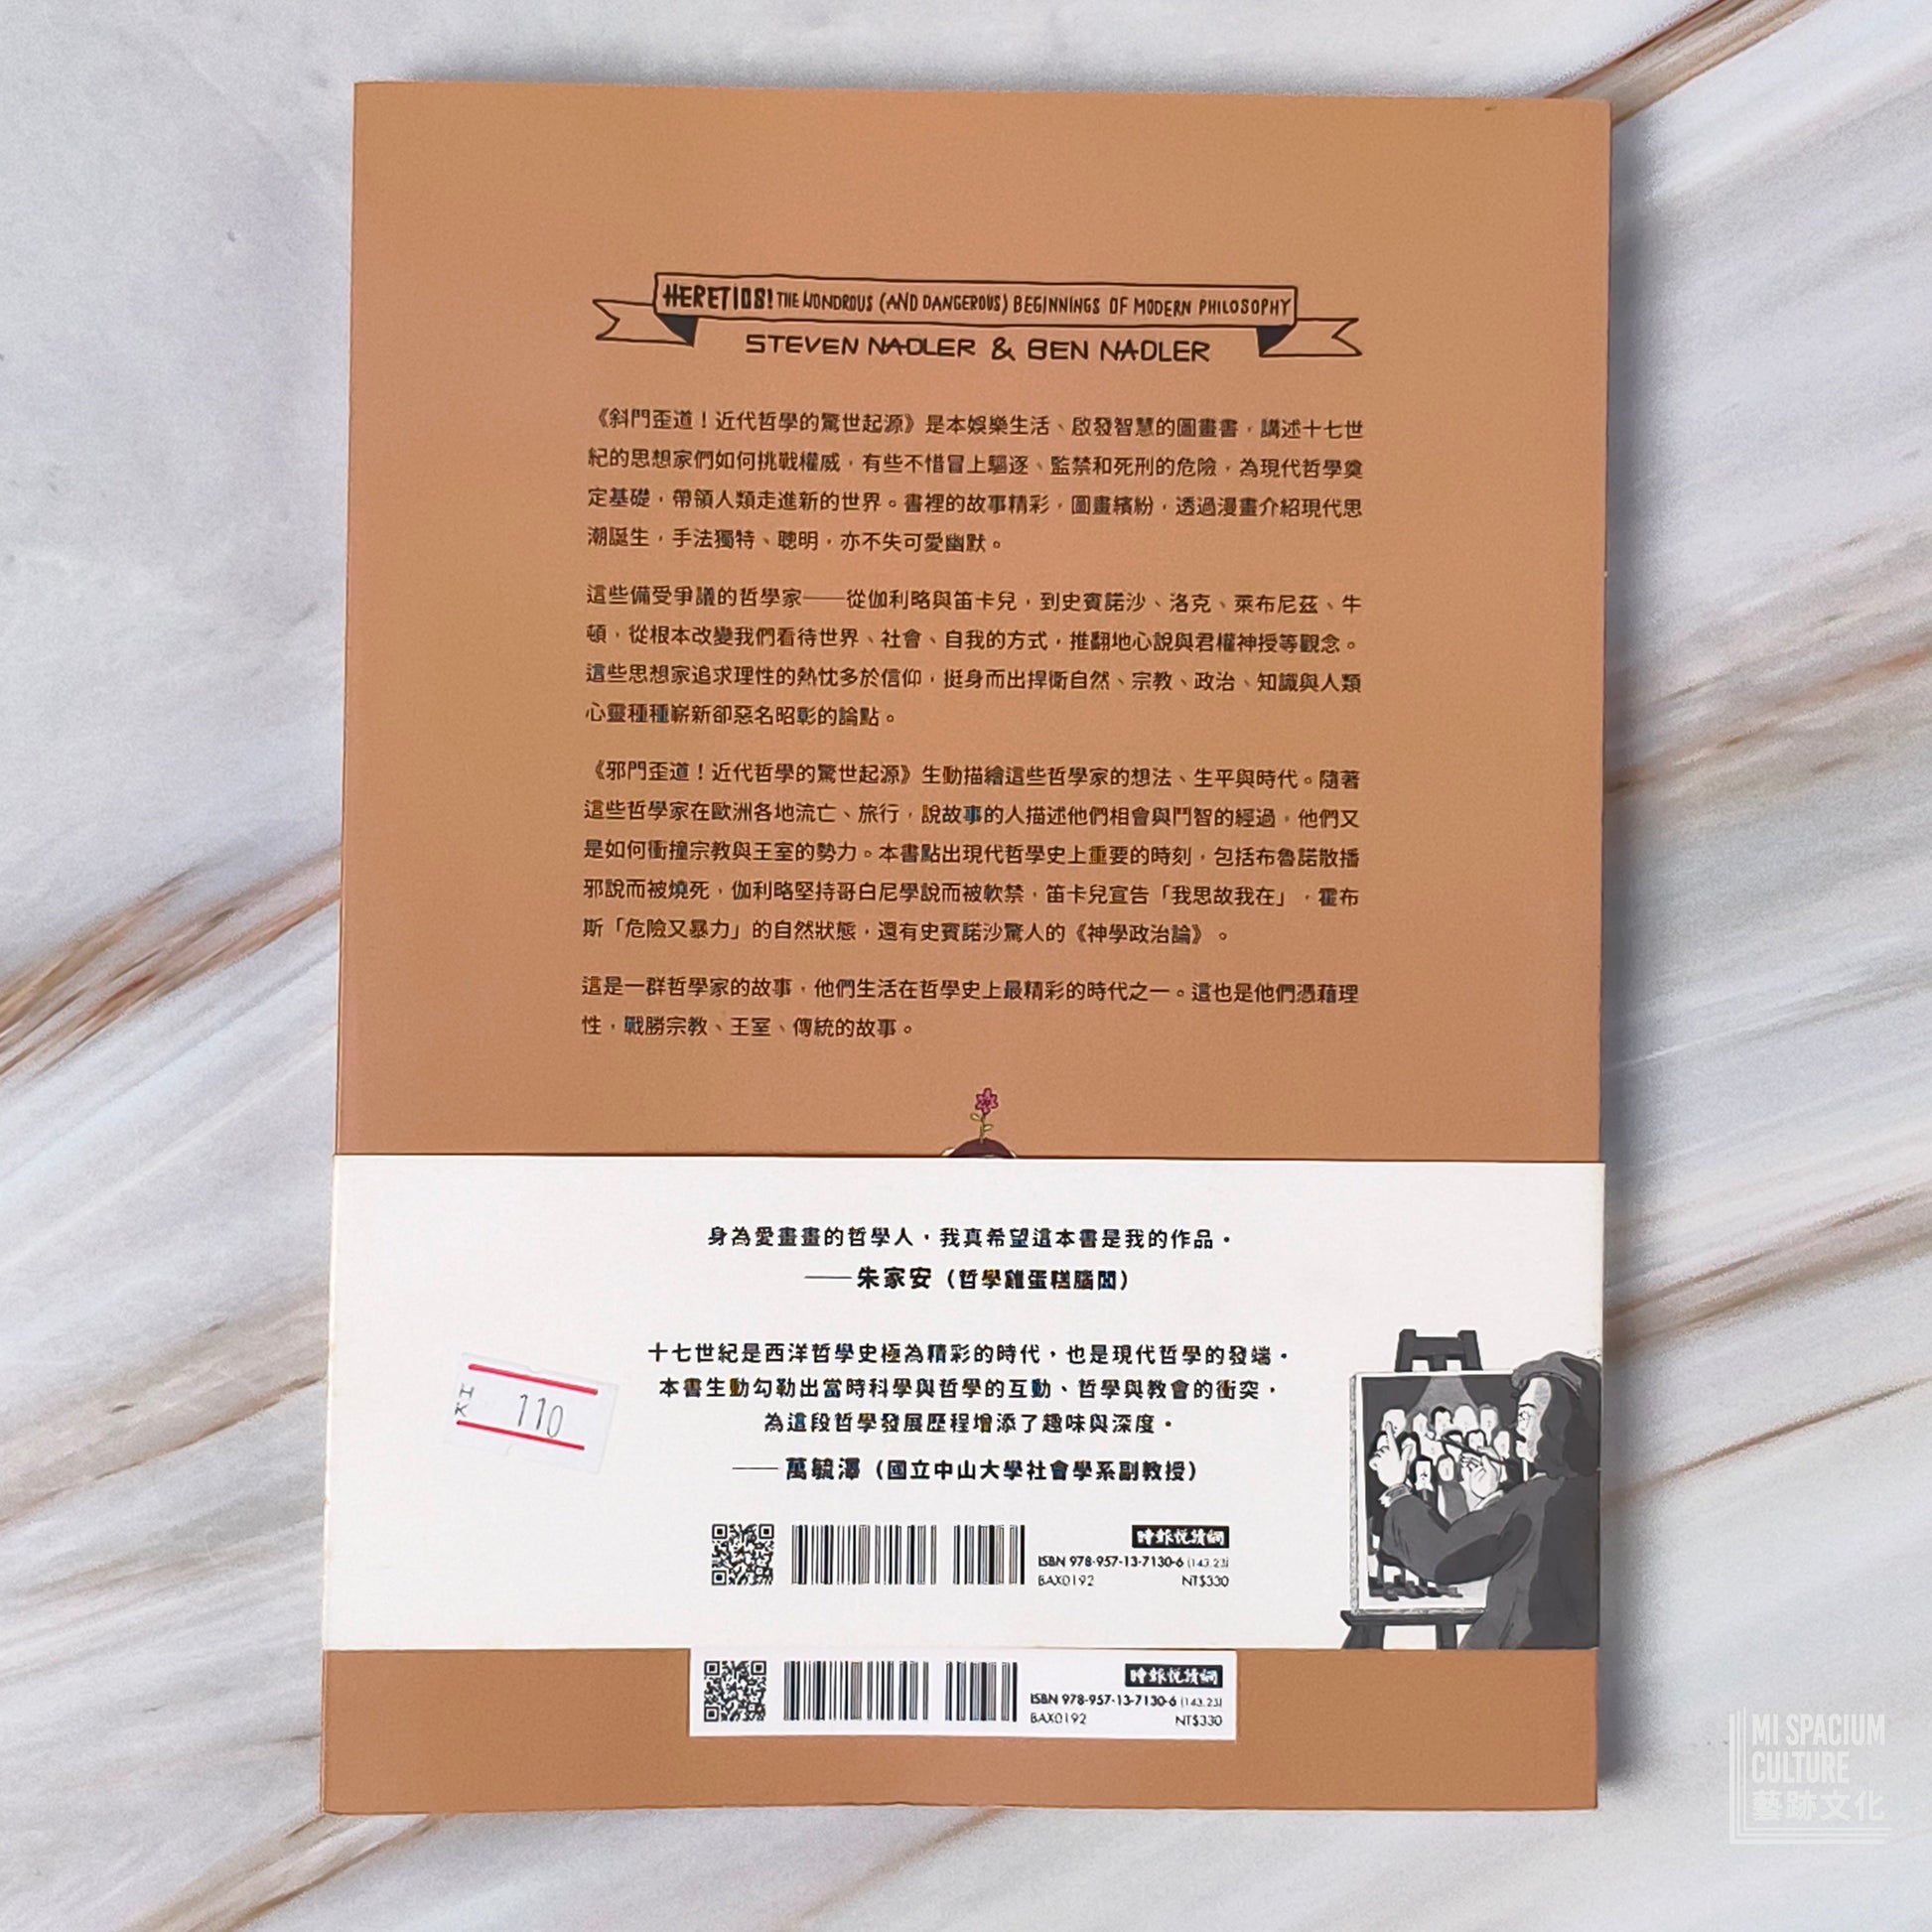 HERETIOS! THE WONDROUS (AND DANGEROUS) BEGINNINGS OF MODERN PHILOSOPHY
STEVEN NADLER & BEN NADLER
《斜門歪道！近代哲學的驚世起源》是本娛樂生活、啟發智慧的圖畫書，講述十七世
紀的思想家們如何挑戰權威，有些不惜冒上驅逐、監禁和死刑的危險，為現代哲學奠
定基礎，帶領人類走進新的世界。書裡的故事精彩，圖畫繽紛，透過漫畫介紹現代思
潮誕生，手法獨特、聰明，亦不失可愛幽默。
這些備受爭議的哲學家——從伽利略與笛卡兒，到史賓諾沙、洛克、萊布尼茲、牛
頓，從根本改變我們看待世界、社會、自我的方式，推翻地心說與君權神授等觀念。
這些思想家追求理性的熱忱多於信仰，挺身而出捍衛自然、宗教、政治、知識與人類
心靈種種嶄新卻惡名昭彰的論點。
《邪門歪道！近代哲學的驚世起源》生動描繪這些哲學家的想法、生平與時代。隨著
這些哲學家在歐洲各地流亡、旅行，說故事的人描述他們相會與鬥智的經過，他們又
是如何衝撞宗教與王室的勢力。本書點出現代哲學史上重要的時刻，包括布魯諾散播
邪說而被燒死，伽利略堅持哥白尼學說而被軟禁，笛卡兒宣告「我思故我在」，霍布
斯「危險又暴力」的自然狀態，還有史賓諾沙驚人的《神學政治論》。
這是一群哲學家的故事，他們生活在哲學史上最精彩的時代之一。這也是他們憑藉理
性，戰勝宗教、王室、傳統的故事。
身為愛畫畫的哲學人，我真希望這本書是我的作品。
——朱家安（哲學雞蛋糕腦闆）
十七世紀是西洋哲學史極為精彩的時代，也是現代哲學的發端。
本書生動勾勒出當時科學與哲學的互動、哲學與教會的衝突，
為這段哲學發展歷程增添了趣味與深度。
——萬毓澤（國立中山大學社會學系副教授）
HK 110
時報悅讀網
ISBN 978-957-13-7130-6 (143.23)
BAX0192 NT$330
時報悅讀網
ISBN 978-957-13-7130-6 (143.23)
BAX0192 NT$330
MI SPACIUM
CULTURE
藝跡文化